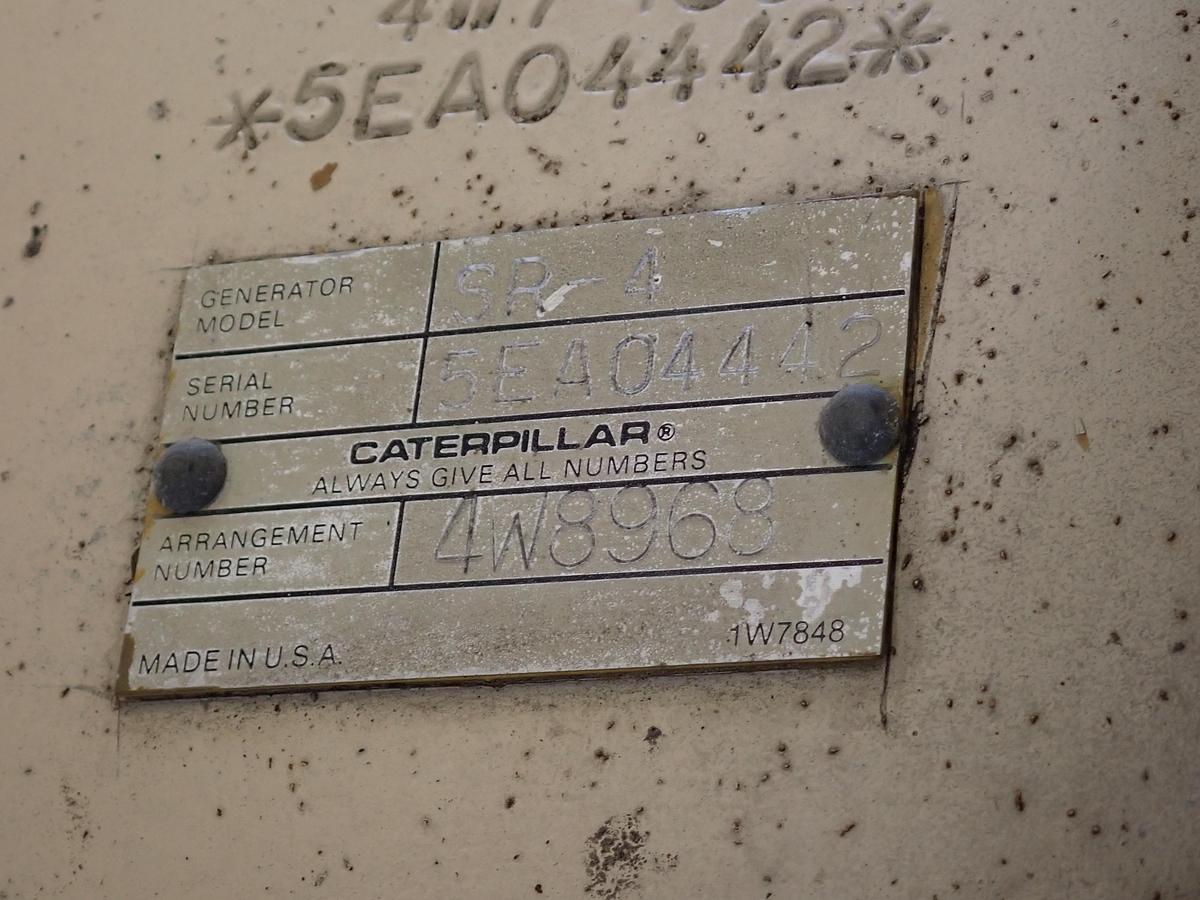 *5EA04442*
GENERATOR MODEL SR-4
SERIAL NUMBER 5EA04442
CATERPILLAR®
ALWAYS GIVE ALL NUMBERS
ARRANGEMENT NUMBER 4W8968
MADE IN U.S.A. 1W7848